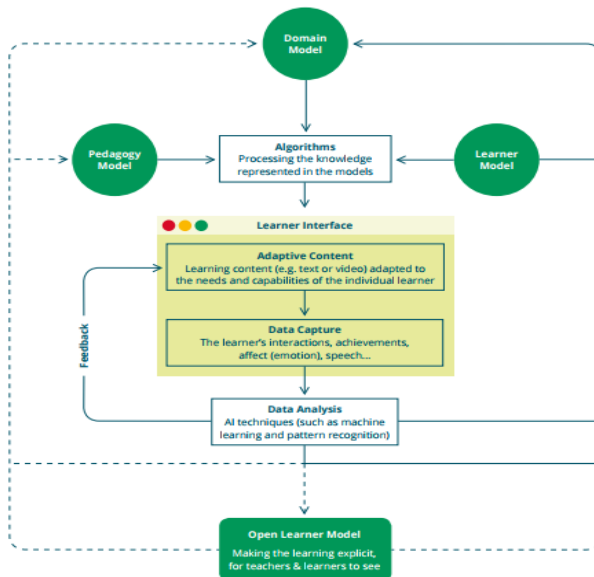 Domain
Model
Pedagogy
Model
Algorithms
Processing the knowledge
represented in the models
Learner
Model
Learner Interface
Adaptive Content
Learning content (e.g. text or video) adapted to
the needs and capabilities of the individual learner
Feedback
Data Capture
The learner's interactions, achievements,
affect (emotion), speech...
Data Analysis
AI techniques (such as machine
learning and pattern recognition)
Open Learner Model
Making the learning explicit,
for teachers & learners to see